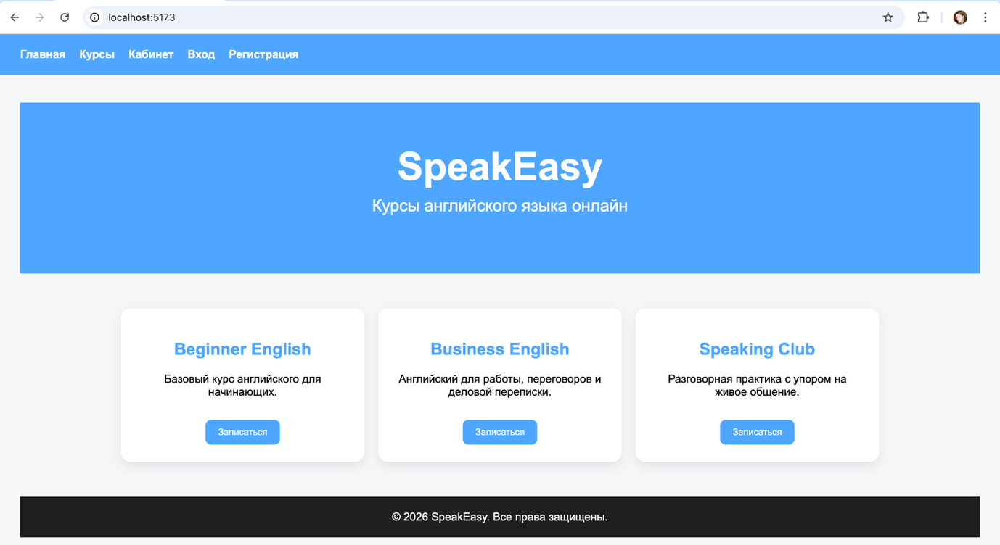 localhost:5173
Главная Курсы Кабинет Вход Регистрация
SpeakEasy
Курсы английского языка онлайн
Beginner English
Базовый курс английского для
начинающих.
Записаться
Business English
Английский для работы, переговоров и
деловой переписки.
Записаться
Speaking Club
Разговорная практика с упором на
живое общение.
Записаться
© 2026 SpeakEasy. Все права защищены.